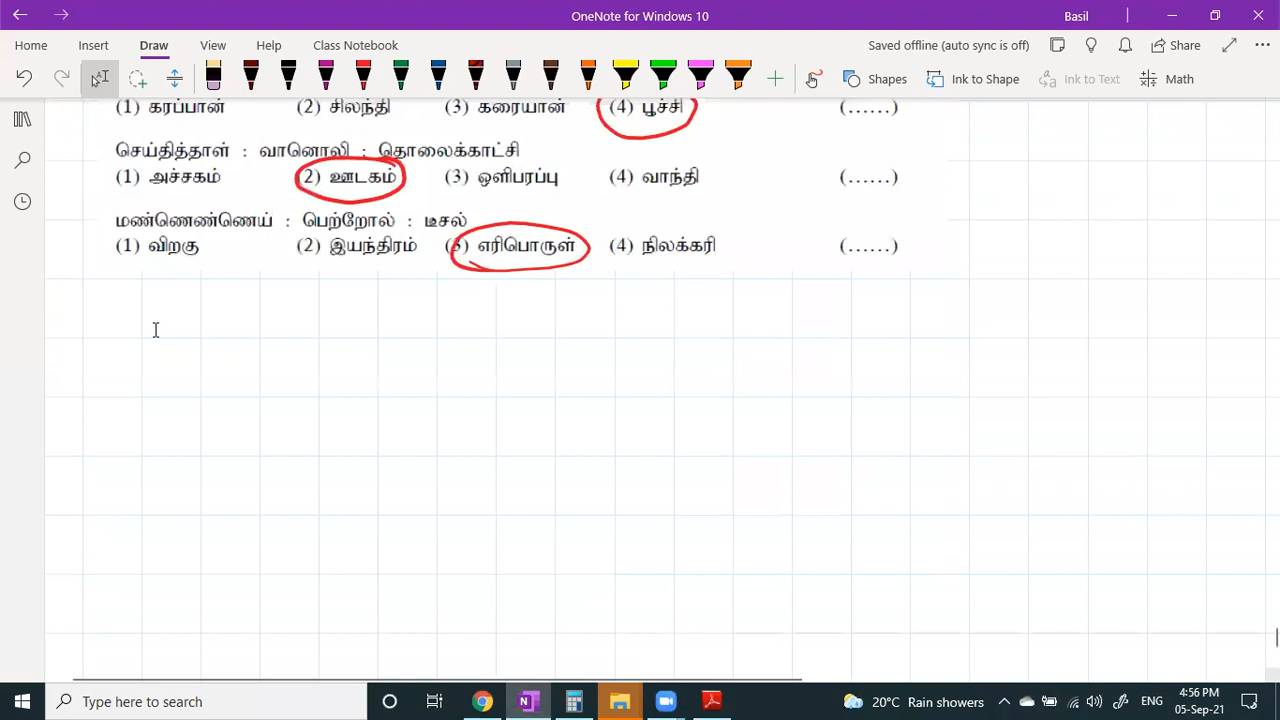 OneNote for Windows 10
Basil
Home Insert Draw View Help Class Notebook
Saved offline (auto sync is off)
Share
Shapes Ink to Shape Ink to Text Math
(1) கரப்பான் (2) சிலந்தி (3) கரையான் (4) பூச்சி (......)
செய்தித்தாள் : வானொலி : தொலைக்காட்சி
(1) அச்சகம் (2) ஊடகம் (3) ஒளிபரப்பு (4) வாந்தி (......)
மண்ணெண்ணெய் : பெற்றோல் : டீசல்
(1) விறகு (2) இயந்திரம் (3) எரிபொருள் (4) நிலக்கரி (......)
Type here to search
20°C Rain showers
ENG
4:56 PM
05-Sep-21